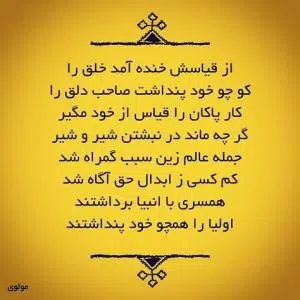 از قیاسش خنده آمد خلق را
کو چو خود پنداشت صاحب دلق را
کار پاکان را قیاس از خود مگیر
گر چه ماند در نبشتن شیر و شیر
جمله عالم زین سبب گمراه شد
کم کسی ز ابدال حق آگاه شد
همسری با انبیا برداشتند
اولیا را همچو خود پنداشتند
مولوی